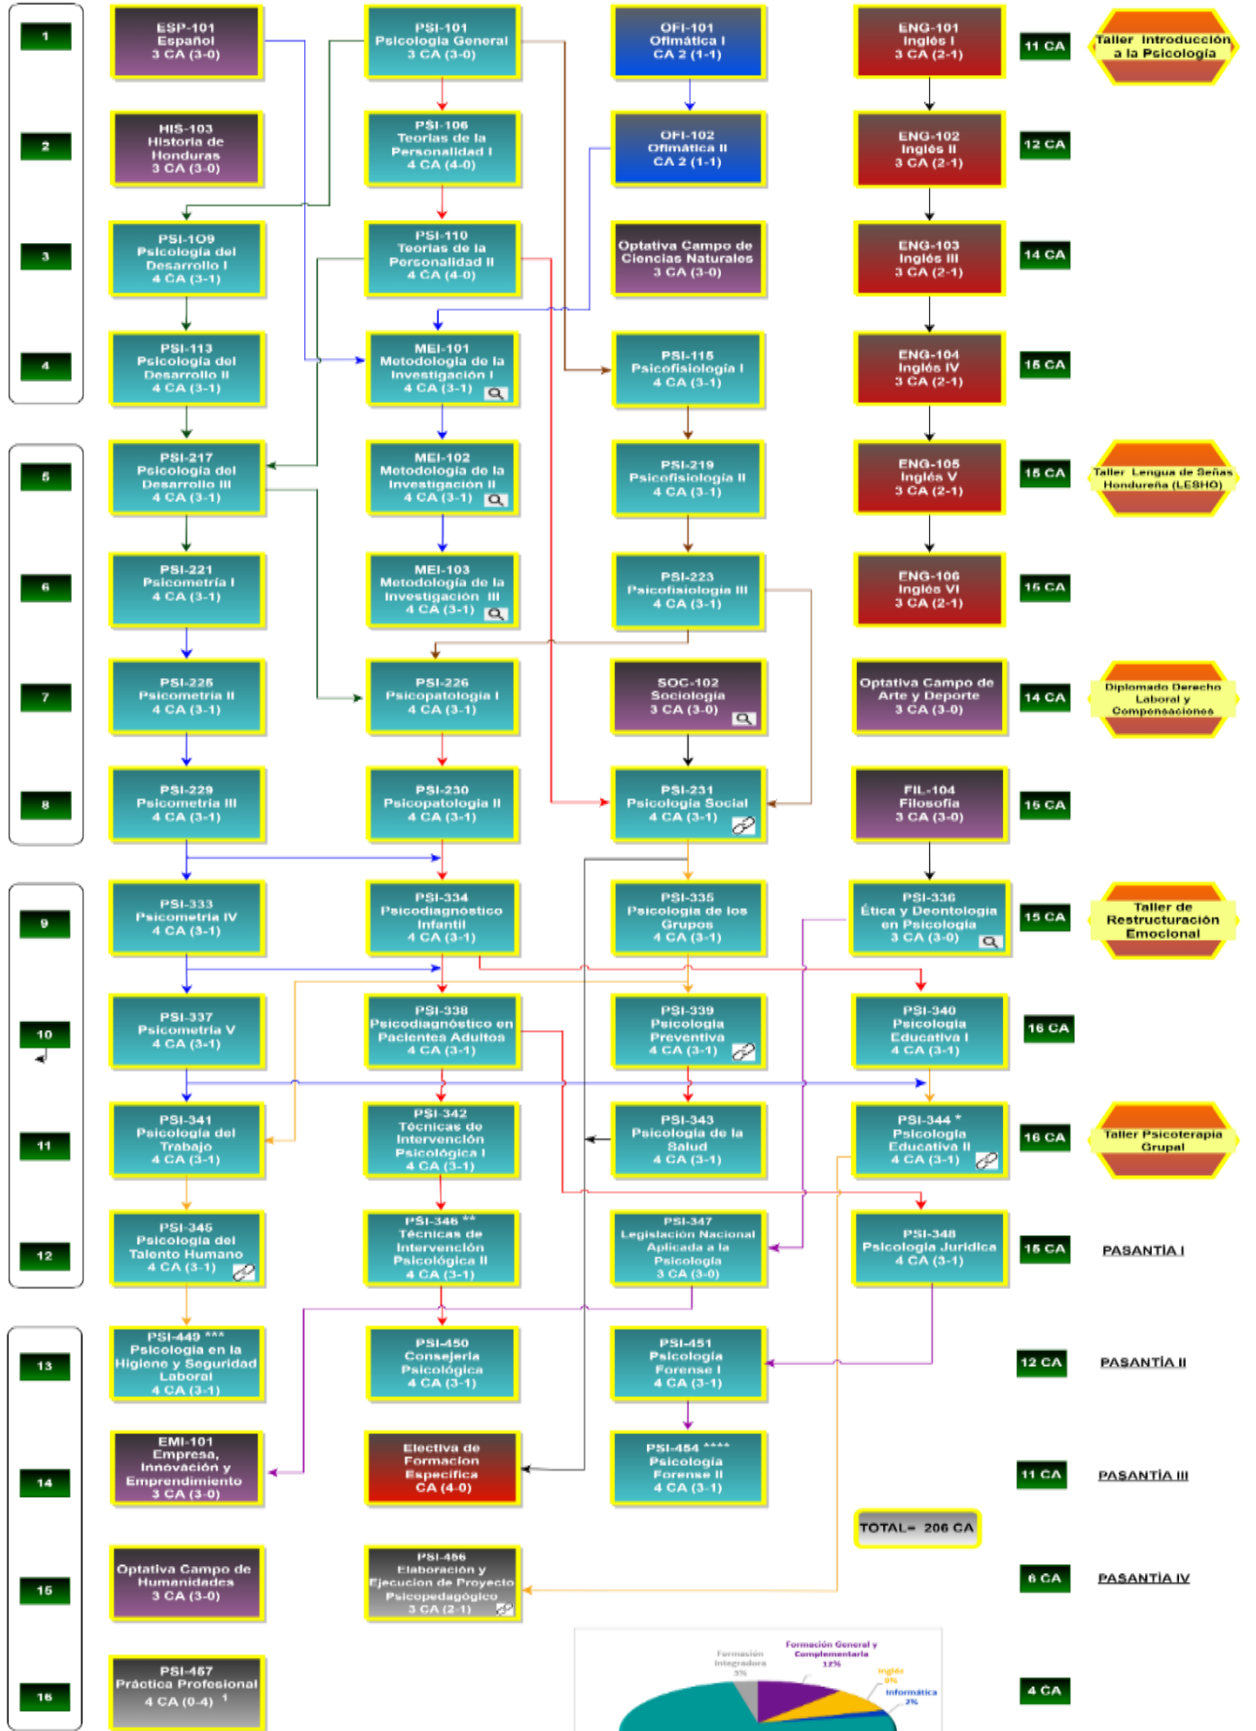 1
ESP-101
Español
3 CA (3-0)
PSI-101
Psicología General
3 CA (3-0)
OFI-101
Ofimática I
CA 2 (1-1)
ENG-101
Inglés I
3 CA (2-1)
11 CA
Taller Introducción
a la Psicología
2
HIS-103
Historia de
Honduras
3 CA (3-0)
PSI-106
Teorías de la
Personalidad I
4 CA (4-0)
OFI-102
Ofimática II
CA 2 (1-1)
ENG-102
Inglés II
3 CA (2-1)
12 CA
3
PSI-1O9
Psicología del
Desarrollo I
4 CA (3-1)
PSI-110
Teorías de la
Personalidad II
4 CA (4-0)
Optativa Campo de
Ciencias Naturales
3 CA (3-0)
ENG-103
Inglés III
3 CA (2-1)
14 CA
4
PSI-113
Psicología del
Desarrollo II
4 CA (3-1)
MEI-101
Metodología de la
Investigación I
4 CA (3-1)
PSI-115
Psicofisiología I
4 CA (3-1)
ENG-104
Inglés IV
3 CA (2-1)
15 CA
5
PSI-217
Psicología del
Desarrollo III
4 CA (3-1)
MEI-102
Metodología de la
Investigación II
4 CA (3-1)
PSI-219
Psicofisiología II
4 CA (3-1)
ENG-105
Inglés V
3 CA (2-1)
15 CA
Taller Lengua de Señas
Hondureña (LESHO)
6
PSI-221
Psicometría I
4 CA (3-1)
MEI-103
Metodología de la
Investigación III
4 CA (3-1)
PSI-223
Psicofisiología III
4 CA (3-1)
ENG-106
Inglés VI
3 CA (2-1)
15 CA
7
PSI-225
Psicometría II
4 CA (3-1)
PSI-226
Psicopatología I
4 CA (3-1)
SOC-102
Sociología
3 CA (3-0)
Optativa Campo de
Arte y Deporte
3 CA (3-0)
14 CA
Diplomado Derecho
Laboral y
Compensaciones
8
PSI-229
Psicometría III
4 CA (3-1)
PSI-230
Psicopatología II
4 CA (3-1)
PSI-231
Psicología Social
4 CA (3-1)
FIL-104
Filosofía
3 CA (3-0)
15 CA
9
PSI-333
Psicometría IV
4 CA (3-1)
PSI-334
Psicodiagnóstico
Infantil
4 CA (3-1)
PSI-335
Psicología de los
Grupos
4 CA (3-1)
PSI-336
Ética y Deontología
en Psicología
3 CA (3-0)
15 CA
Taller de
Restructuración
Emocional
10
PSI-337
Psicometría V
4 CA (3-1)
PSI-338
Psicodiagnóstico en
Pacientes Adultos
4 CA (3-1)
PSI-339
Psicología
Preventiva
4 CA (3-1)
PSI-340
Psicología
Educativa I
4 CA (3-1)
16 CA
11
PSI-341
Psicología del
Trabajo
4 CA (3-1)
PSI-342
Técnicas de
Intervención
Psicológica I
4 CA (3-1)
PSI-343
Psicología de la
Salud
4 CA (3-1)
PSI-344 *
Psicología
Educativa II
4 CA (3-1)
16 CA
Taller Psicoterapia
Grupal
12
PSI-345
Psicología del
Talento Humano
4 CA (3-1)
PSI-346 **
Técnicas de
Intervención
Psicológica II
4 CA (3-1)
PSI-347
Legislación Nacional
Aplicada a la
Psicología
3 CA (3-0)
PSI-348
Psicología Jurídica
4 CA (3-1)
15 CA
PASANTÍA I
13
PSI-449 ***
Psicología en la
Higiene y Seguridad
Laboral
4 CA (3-1)
PSI-450
Consejería
Psicológica
4 CA (3-1)
PSI-451
Psicología
Forense I
4 CA (3-1)
12 CA
PASANTÍA II
14
EMI-101
Empresa,
Innovación y
Emprendimiento
3 CA (3-0)
Electiva de
Formacion
Específica
CA (4-0)
PSI-454 ****
Psicología
Forense II
4 CA (3-1)
11 CA
PASANTÍA III
TOTAL= 206 CA
15
Optativa Campo de
Humanidades
3 CA (3-0)
PSI-456
Elaboración y
Ejecucion de Proyecto
Psicopedagógico
3 CA (2-1)
6 CA
PASANTÍA IV
16
PSI-457
Práctica Profesional
4 CA (0-4) 1
4 CA
Formación
Integradora
3%
Formación General y
Complementaria
12%
Inglés
9%
Informática
2%